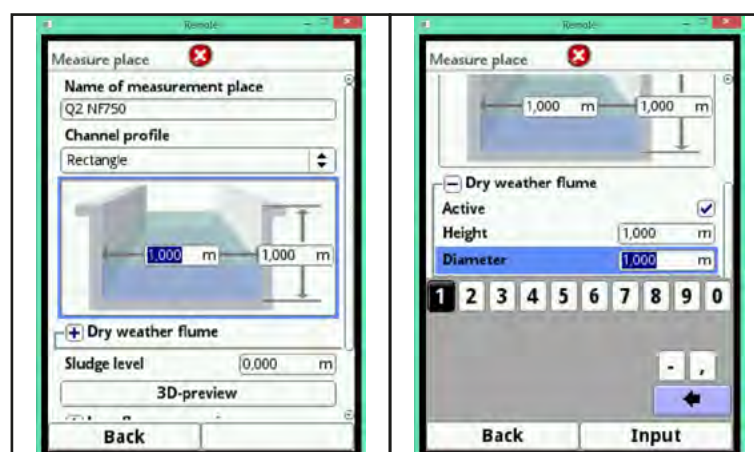 Remote
Measure place
Name of measurement place
Q2 NF750
Channel profile
Rectangle
1,000 m
1,000 m
Dry weather flume
Sludge level 0,000 m
3D-preview
Back
Remote
Measure place
1,000 m 1,000 m
Dry weather flume
Active
Height 1,000 m
Diameter 1,000 m
1 2 3 4 5 6 7 8 9 0
- ,
Back Input